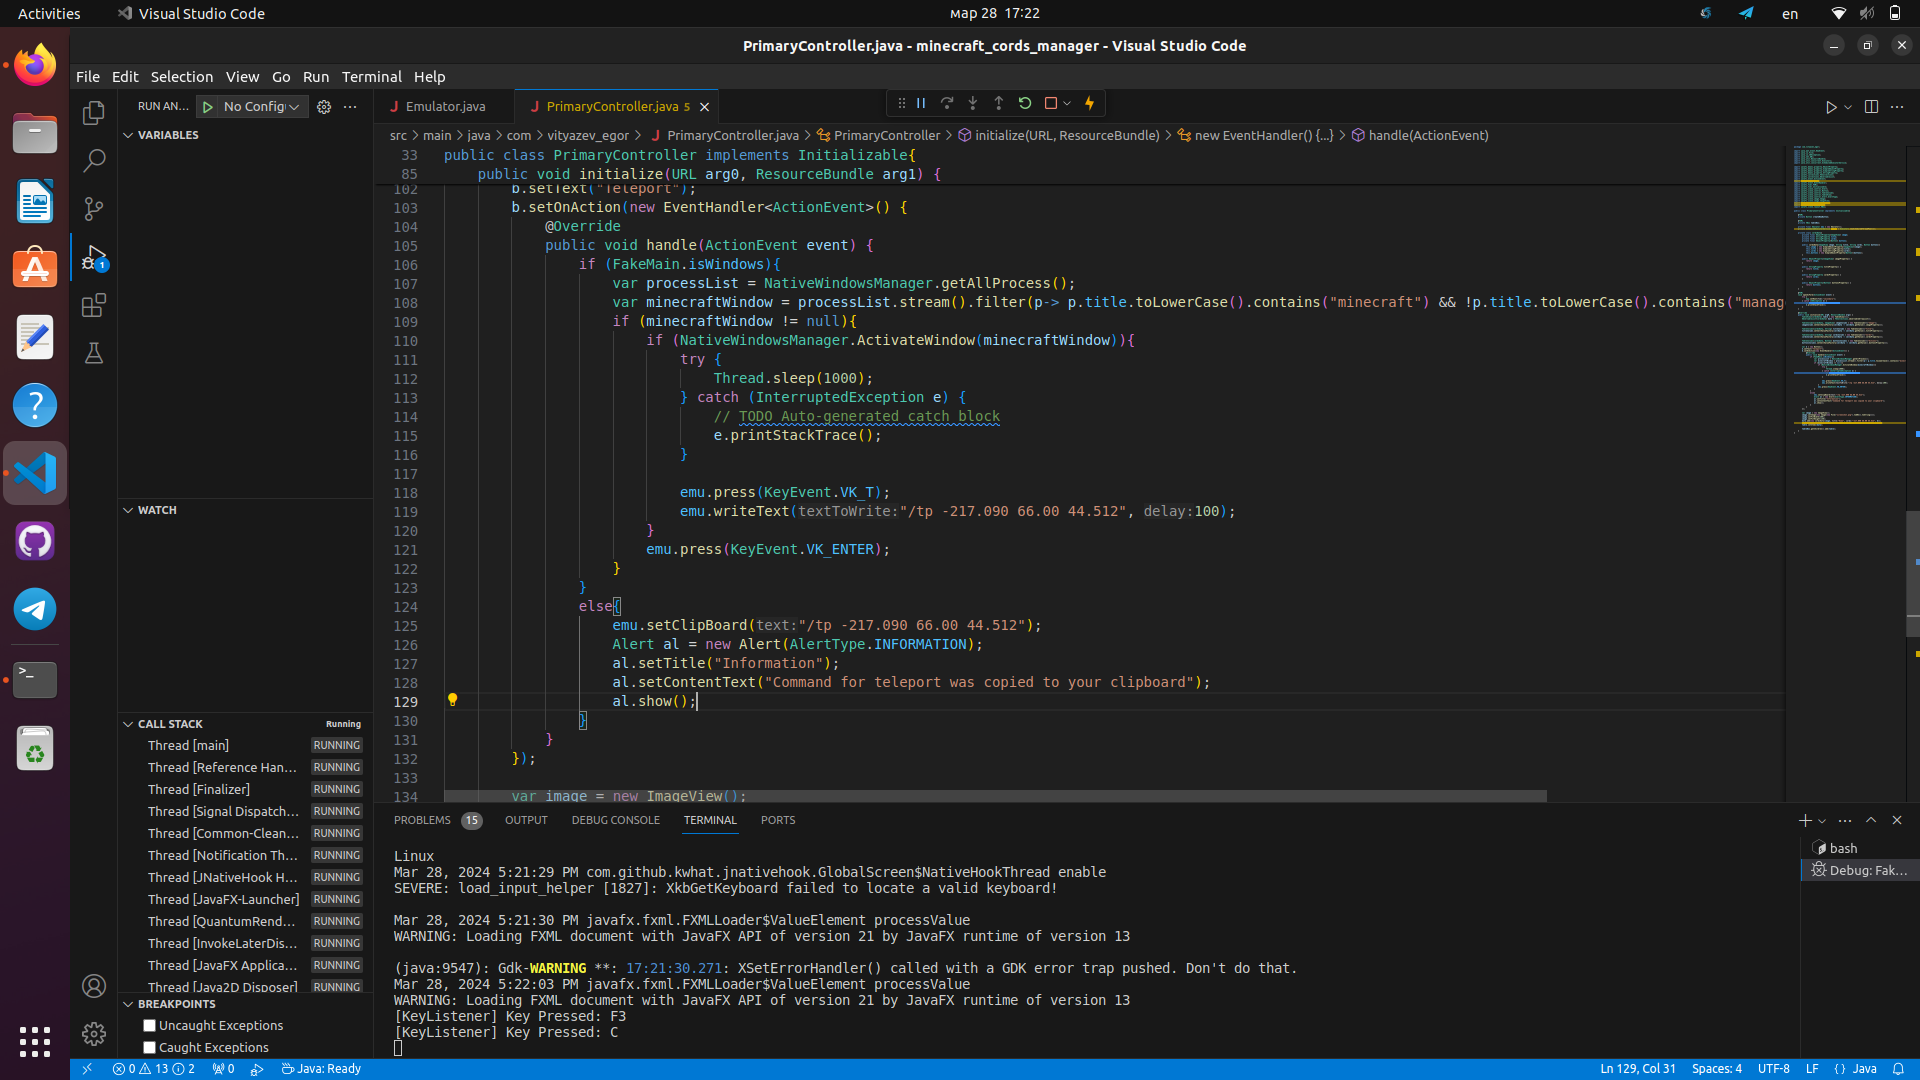 Activities
Visual Studio Code
мар 28 17:22
en
PrimaryController.java - minecraft_cords_manager - Visual Studio Code
File Edit Selection View Go Run Terminal Help
RUN AN... No Config
Emulator.java
PrimaryController.java 5
src > main > java > com > vityazev_egor > PrimaryController.java > PrimaryController > initialize(URL, ResourceBundle) > new EventHandler() {...} > handle(ActionEvent)
VARIABLES
WATCH
CALL STACK Running
Thread [main] RUNNING
Thread [Reference Han... RUNNING
Thread [Finalizer] RUNNING
Thread [Signal Dispatch... RUNNING
Thread [Common-Clean... RUNNING
Thread [Notification Th... RUNNING
Thread [JNativeHook H... RUNNING
Thread [JavaFX-Launcher] RUNNING
Thread [QuantumRend... RUNNING
Thread [InvokeLaterDis... RUNNING
Thread [JavaFX Applica... RUNNING
Thread [Java2D Disposer] RUNNING
BREAKPOINTS
Uncaught Exceptions
Caught Exceptions
33 public class PrimaryController implements Initializable{
85 public void initialize(URL arg0, ResourceBundle arg1) {
102 b.setText("Teleport");
103 b.setOnAction(new EventHandler<ActionEvent>() {
104 @Override
105 public void handle(ActionEvent event) {
106 if (FakeMain.isWindows){
107 var processList = NativeWindowsManager.getAllProcess();
108 var minecraftWindow = processList.stream().filter(p-> p.title.toLowerCase().contains("minecraft") && !p.title.toLowerCase().contains("manag
109 if (minecraftWindow != null){
110 if (NativeWindowsManager.ActivateWindow(minecraftWindow)){
111 try {
112 Thread.sleep(1000);
113 } catch (InterruptedException e) {
114 // TODO Auto-generated catch block
115 e.printStackTrace();
116 }
117
118 emu.press(KeyEvent.VK_T);
119 emu.writeText(textToWrite:"/tp -217.090 66.00 44.512", delay:100);
120 }
121 emu.press(KeyEvent.VK_ENTER);
122 }
123 }
124 else{
125 emu.setClipBoard(text:"/tp -217.090 66.00 44.512");
126 Alert al = new Alert(AlertType.INFORMATION);
127 al.setTitle("Information");
128 al.setContentText("Command for teleport was copied to your clipboard");
129 al.show();
130 }
131 }
132 });
133
134 var image = new ImageView();
PROBLEMS 15 OUTPUT DEBUG CONSOLE TERMINAL PORTS
Linux
Mar 28, 2024 5:21:29 PM com.github.kwhat.jnativehook.GlobalScreen$NativeHookThread enable
SEVERE: load_input_helper [1827]: XkbGetKeyboard failed to locate a valid keyboard!
Mar 28, 2024 5:21:30 PM javafx.fxml.FXMLLoader$ValueElement processValue
WARNING: Loading FXML document with JavaFX API of version 21 by JavaFX runtime of version 13
(java:9547): Gdk-WARNING **: 17:21:30.271: XSetErrorHandler() called with a GDK error trap pushed. Don't do that.
Mar 28, 2024 5:22:03 PM javafx.fxml.FXMLLoader$ValueElement processValue
WARNING: Loading FXML document with JavaFX API of version 21 by JavaFX runtime of version 13
[KeyListener] Key Pressed: F3
[KeyListener] Key Pressed: C
bash
Debug: Fak...
0 13 2 0 Java: Ready
Ln 129, Col 31 Spaces: 4 UTF-8 LF {} Java